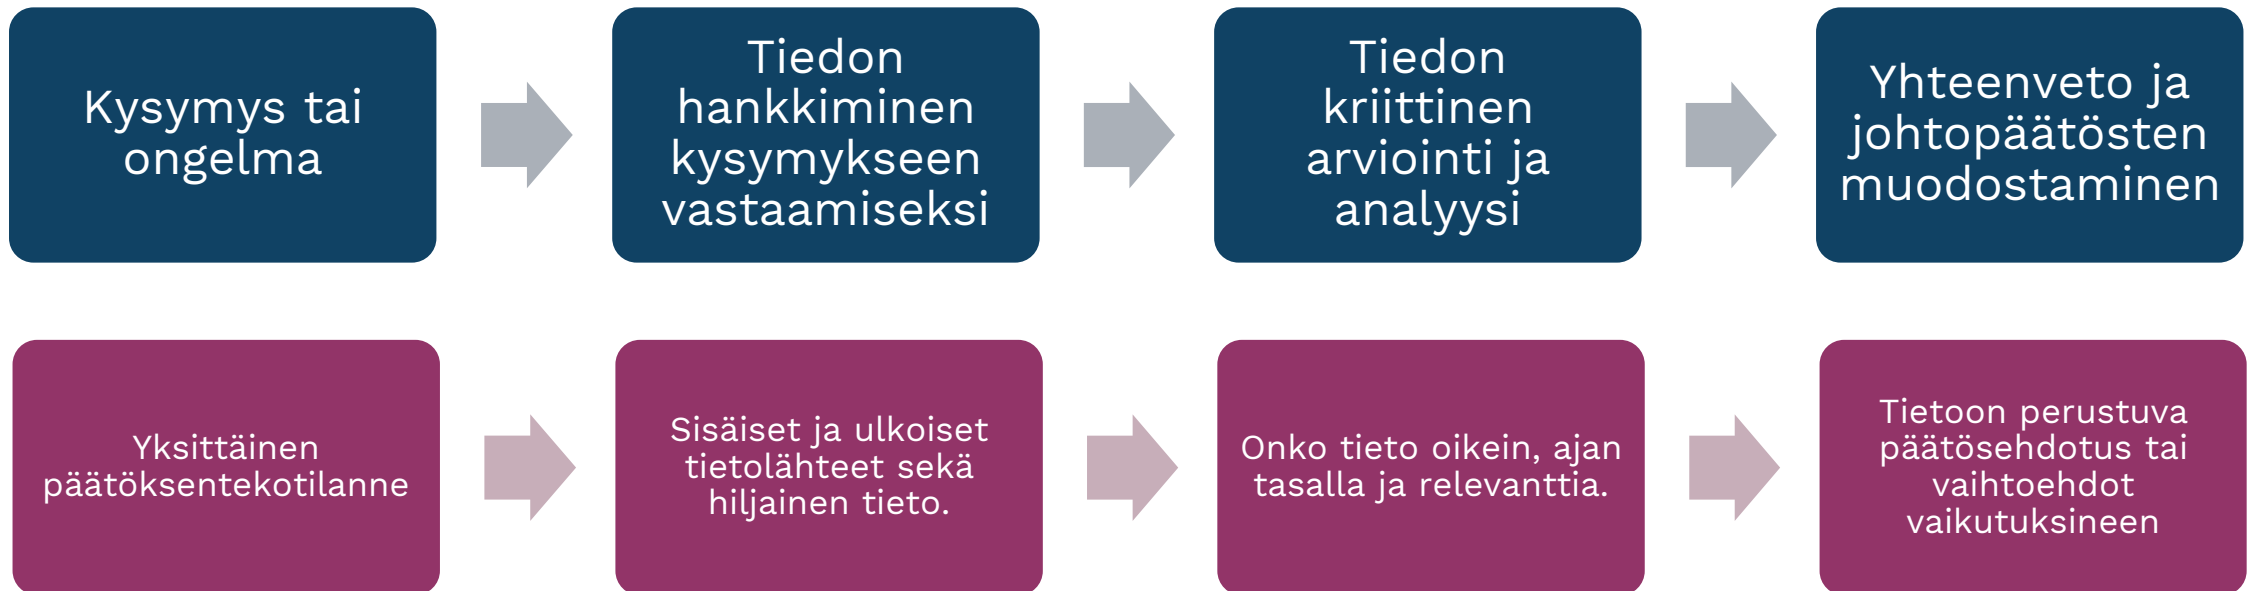 Kysymys tai
ongelma
Tiedon
hankkiminen
kysymykseen
vastaamiseksi
Tiedon
kriittinen
arviointi ja
analyysi
Yhteenveto ja
johtopäätösten
muodostaminen
Yksittäinen
päätöksentekotilanne
Sisäiset ja ulkoiset
tietolähteet sekä
hiljainen tieto.
Onko tieto oikein, ajan
tasalla ja relevanttia.
Tietoon perustuva
päätösehdotus tai
vaihtoehdot
vaikutuksineen